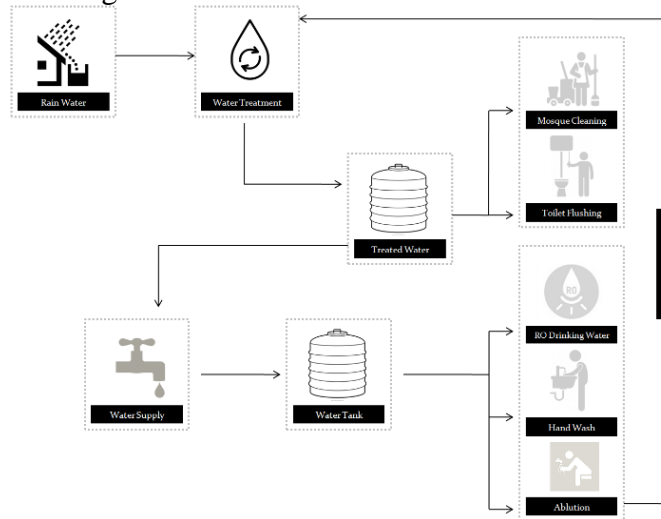 Rain Water
Water Treatment
Mosque Cleaning
Toilet Flushing
Treated Water
RO
RO Drinking Water
Water Supply
Water Tank
Hand Wash
Ablution